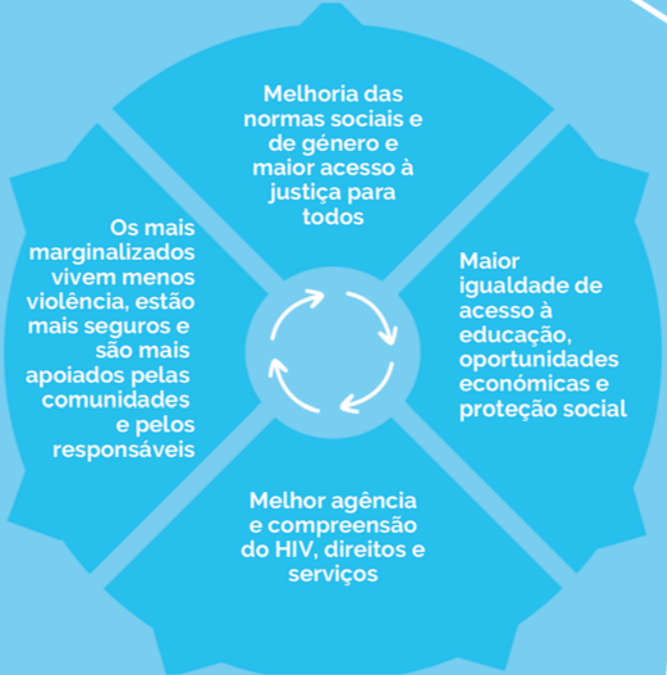 Melhoria das
normas sociais e
de género e
maior acesso à
justiça para
todos
Maior
igualdade de
acesso à
educação,
oportunidades
económicas e
proteção social
Melhor agência
e compreensão
do HIV, direitos e
serviços
Os mais
marginalizados
vivem menos
violência, estão
mais seguros e
são mais
apoiados pelas
comunidades
e pelos
responsáveis